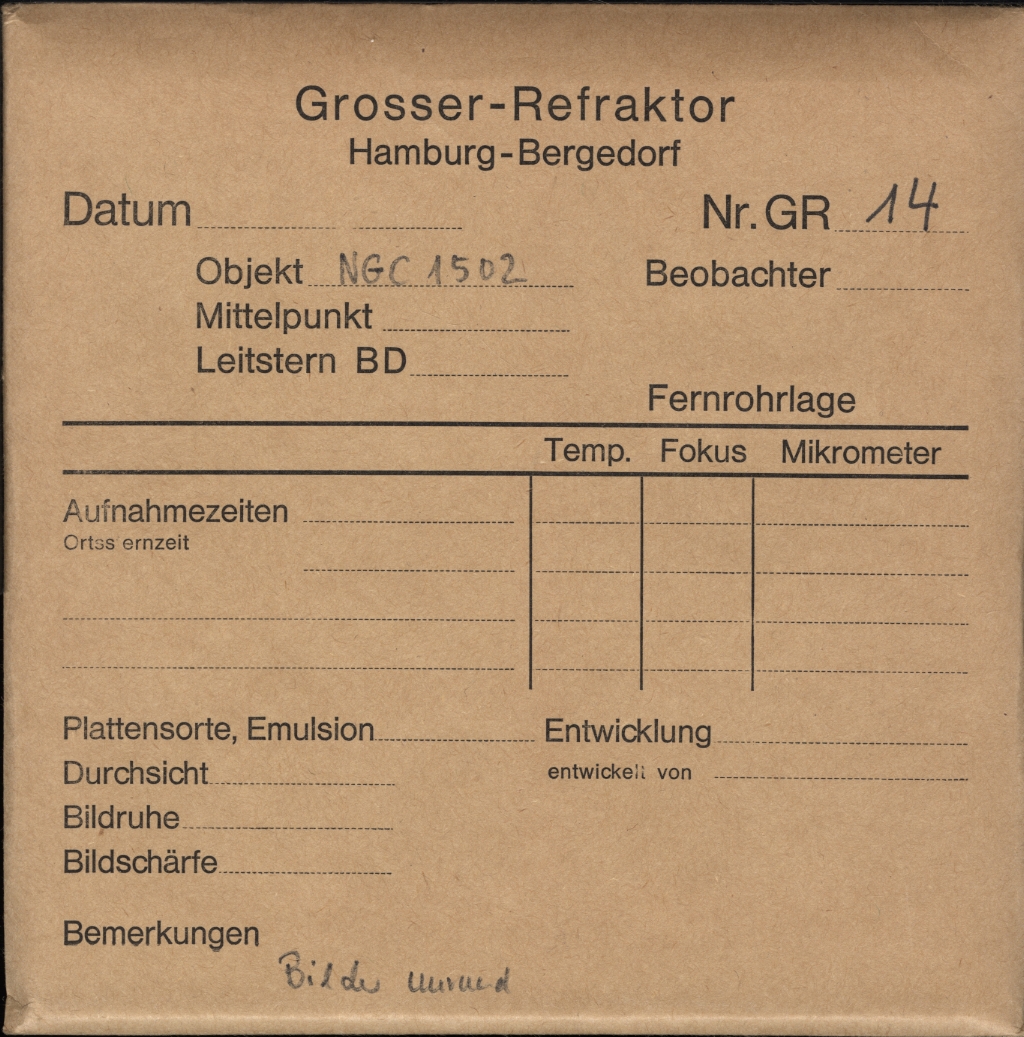 Grosser-Refraktor
Hamburg-Bergedorf
Datum Nr. GR 14
Objekt NGC 1502 Beobachter
Mittelpunkt
Leitstern BD
Fernrohrlage
Temp. Fokus Mikrometer
Aufnahmezeiten
Ortss ernzeit
Plattensorte, Emulsion Entwicklung
Durchsicht entwickelt von
Bildruhe
Bildschärfe
Bemerkungen
Bilder unrund